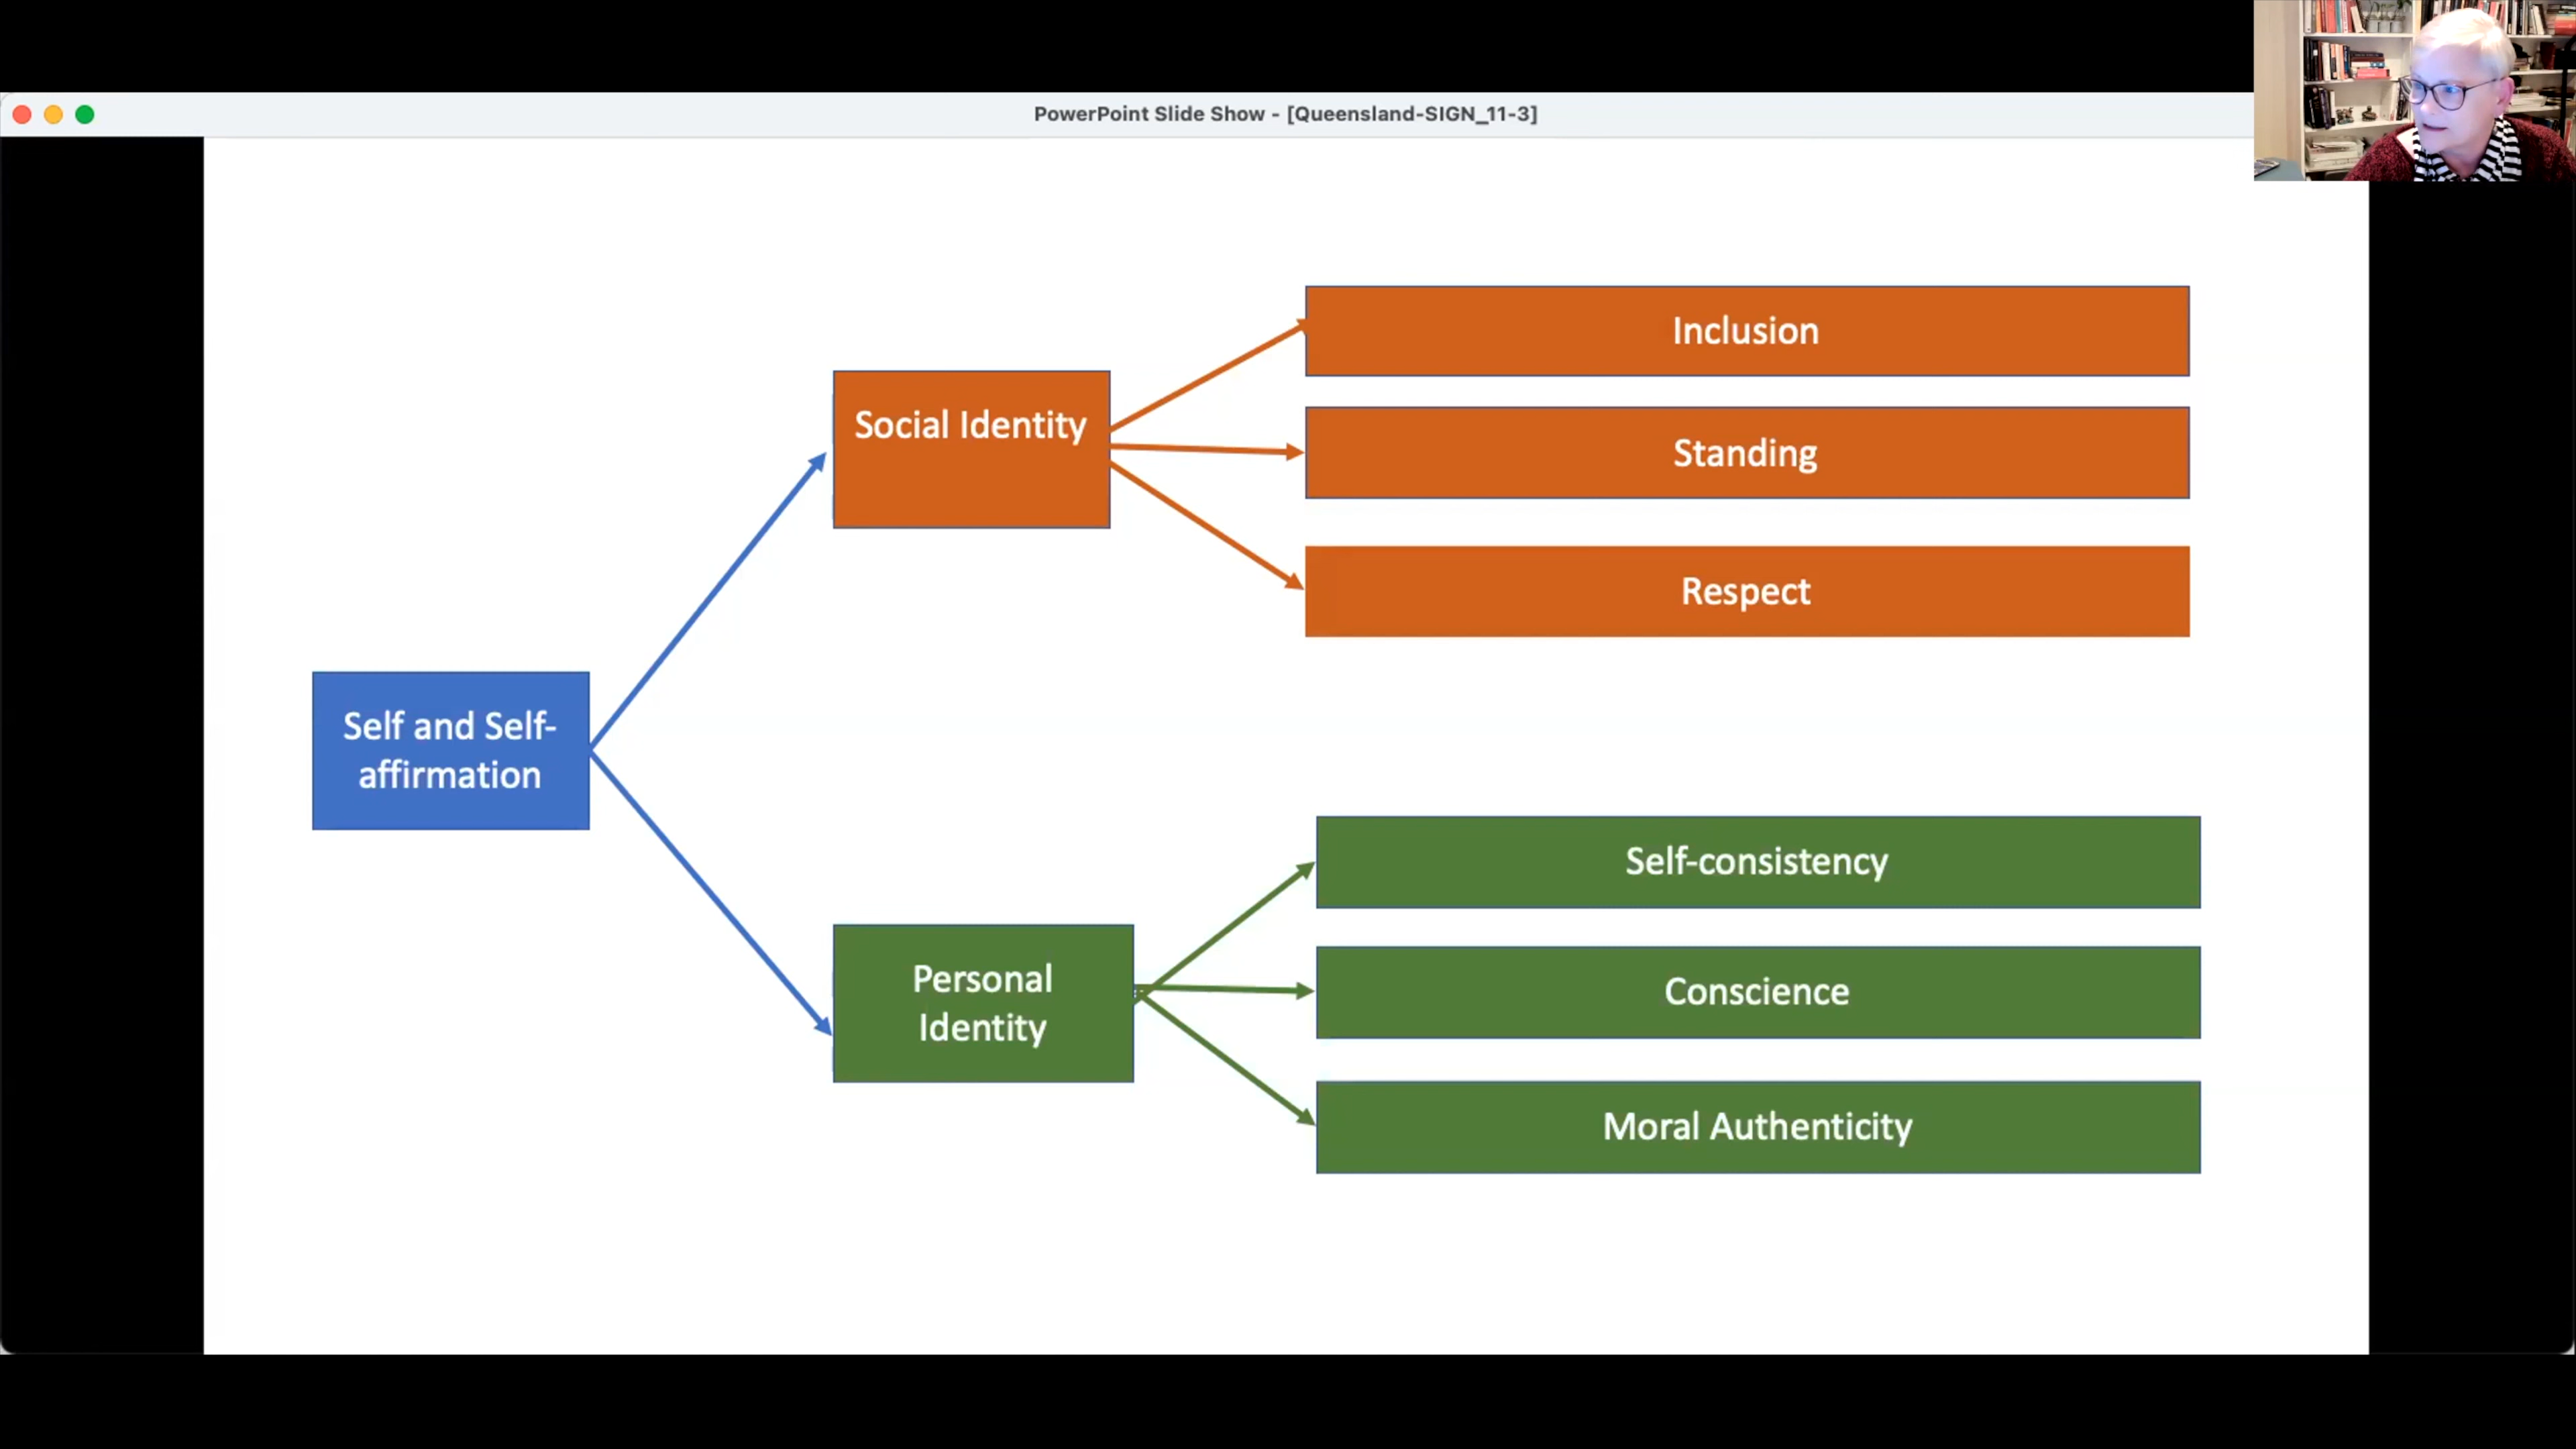 PowerPoint Slide Show - [Queensland-SIGN_11-3]
Inclusion
Social Identity
Standing
Respect
Self and Self-
affirmation
Self-consistency
Personal
Identity
Conscience
Moral Authenticity